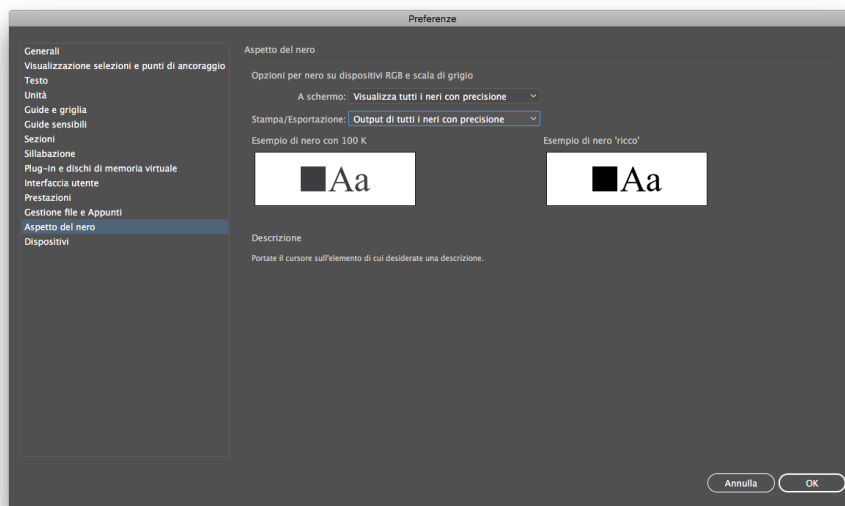 Preferenze
Generali
Visualizzazione selezioni e punti di ancoraggio
Testo
Unità
Guide e griglia
Guide sensibili
Sezioni
Sillabazione
Plug-in e dischi di memoria virtuale
Interfaccia utente
Prestazioni
Gestione file e Appunti
Aspetto del nero
Dispositivi
Aspetto del nero
Opzioni per nero su dispositivi RGB e scala di grigio
A schermo: Visualizza tutti i neri con precisione
Stampa/Esportazione: Output di tutti i neri con precisione
Esempio di nero con 100 K
Aa
Esempio di nero 'ricco'
Aa
Descrizione
Portate il cursore sull'elemento di cui desiderate una descrizione.
Annulla
OK